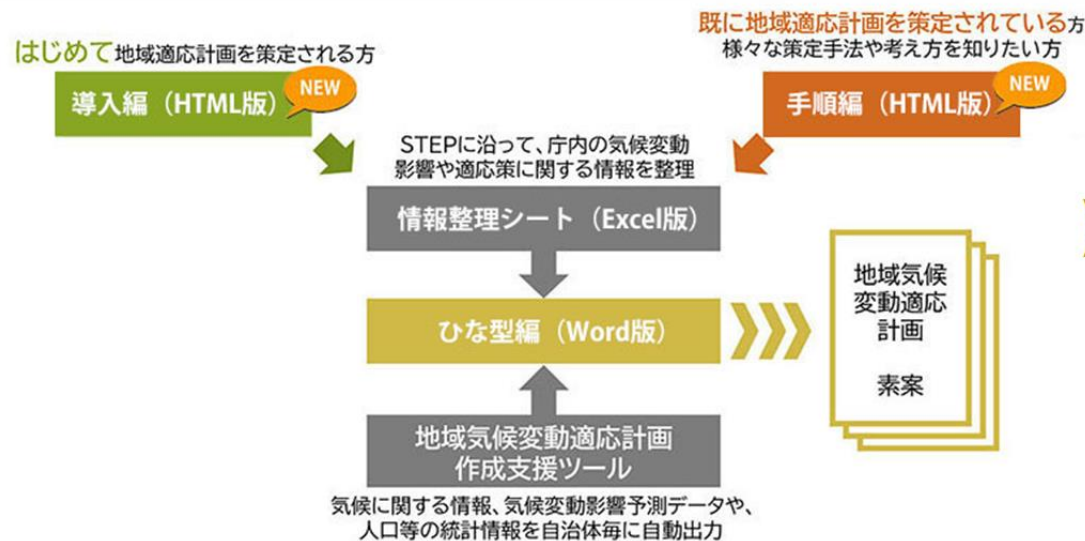 はじめて地域適応計画を策定される方
導入編（HTML版）
NEW
既に地域適応計画を策定されている方
様々な策定手法や考え方を知りたい方
手順編（HTML版）
NEW
STEPに沿って、庁内の気候変動
影響や適応策に関する情報を整理
情報整理シート（Excel版）
ひな型編（Word版）
地域気候
変動適応
計画
素案
地域気候変動適応計画
作成支援ツール
気候に関する情報、気候変動影響予測データや、
人口等の統計情報を自治体毎に自動出力